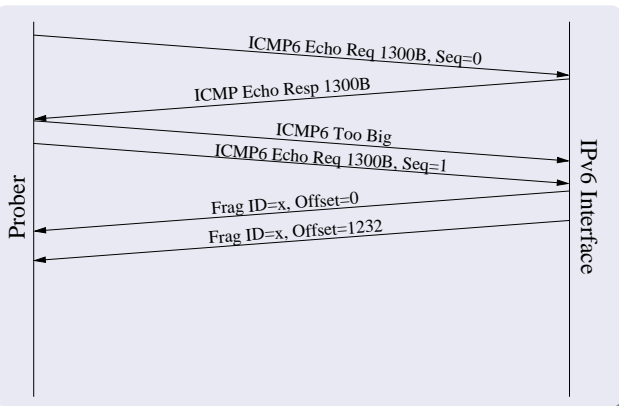 ICMP6 Echo Req 1300B, Seq=0
ICMP Echo Resp 1300B
ICMP6 Too Big
ICMP6 Echo Req 1300B, Seq=1
Frag ID=x, Offset=0
Frag ID=x, Offset=1232
Prober
IPv6 Interface